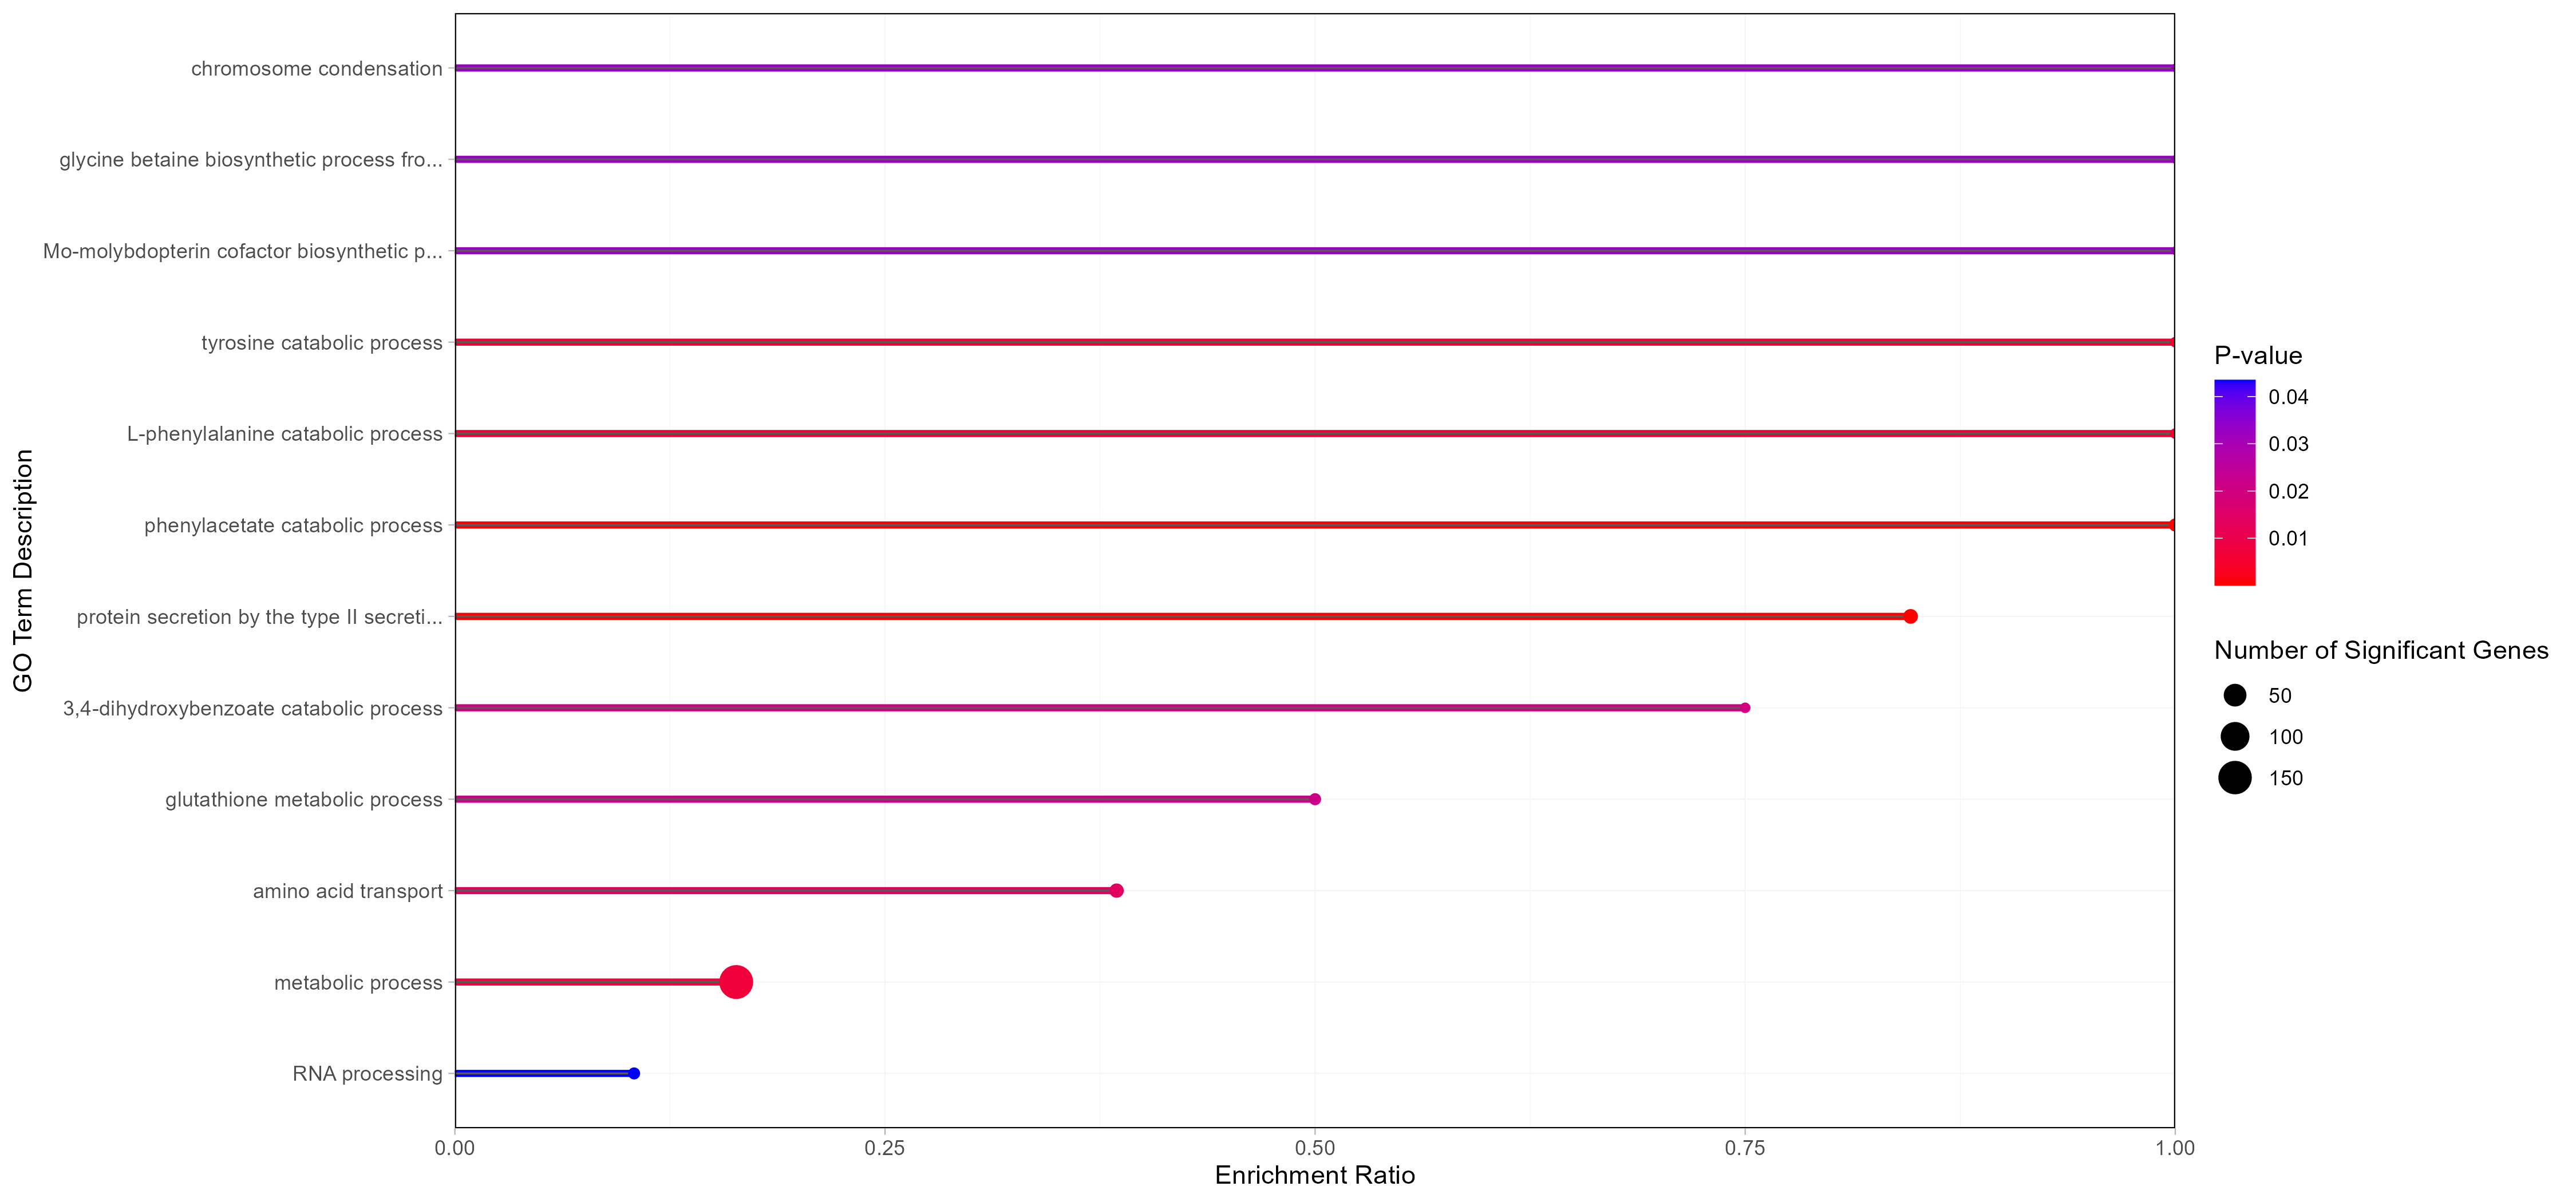 chromosome condensation
glycine betaine biosynthetic process fro...
Mo-molybdopterin cofactor biosynthetic p...
tyrosine catabolic process
L-phenylalanine catabolic process
phenylacetate catabolic process
protein secretion by the type II secreti...
3,4-dihydroxybenzoate catabolic process
glutathione metabolic process
amino acid transport
metabolic process
RNA processing
GO Term Description
0.00
0.25
0.50
0.75
1.00
Enrichment Ratio
P-value
0.04
0.03
0.02
0.01
Number of Significant Genes
50
100
150